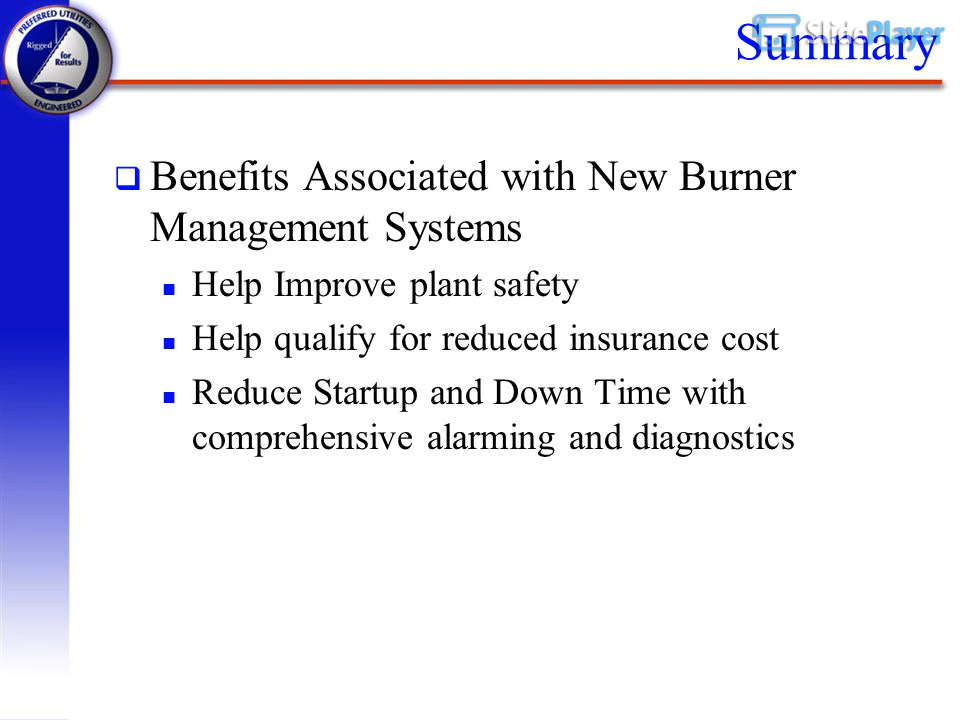 PREFERRED UTILITIES
Rigged
for
Results
ENGINEERED
SlidePlayer
Summary
Benefits Associated with New Burner
Management Systems
Help Improve plant safety
Help qualify for reduced insurance cost
Reduce Startup and Down Time with
comprehensive alarming and diagnostics